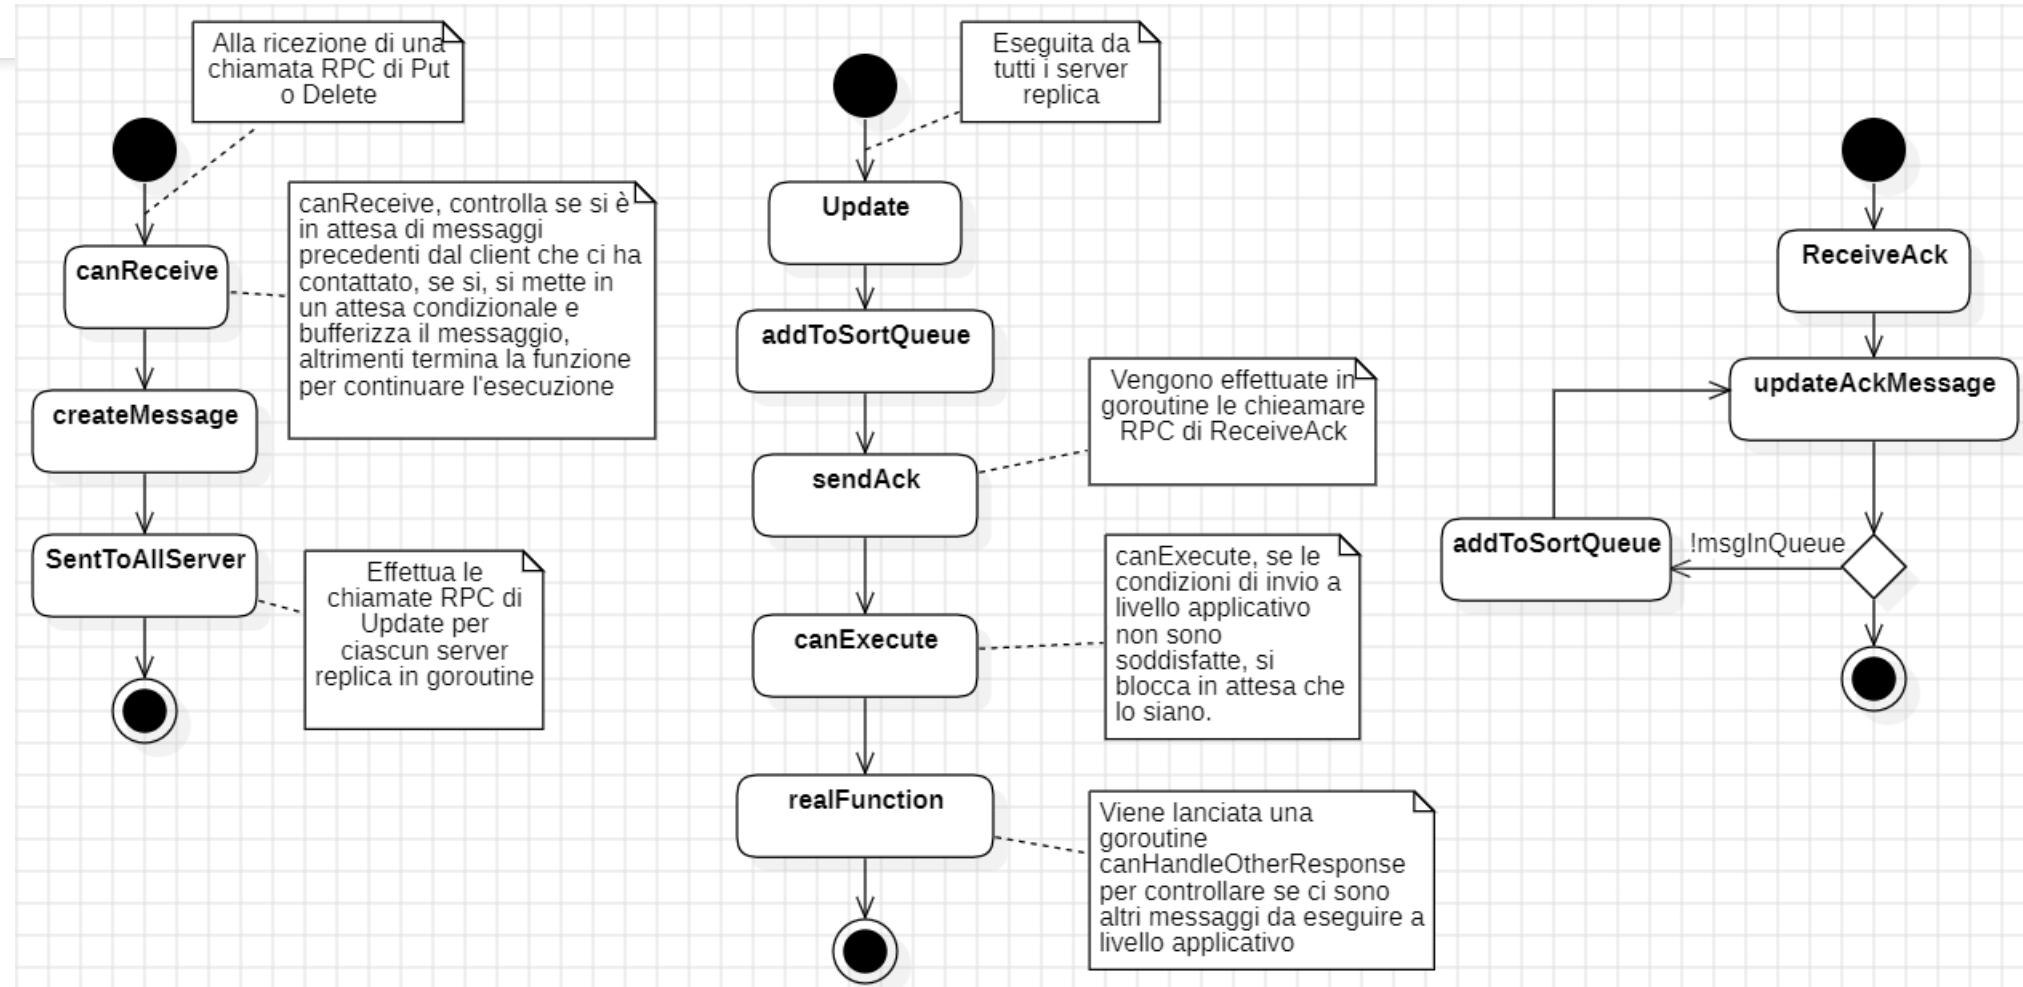 Alla ricezione di una
chiamata RPC di Put
o Delete
canReceive
canReceive, controlla se si è
in attesa di messaggi
precedenti dal client che ci ha
contattato, se si, si mette in
un attesa condizionale e
bufferizza il messaggio,
altrimenti termina la funzione
per continuare l'esecuzione
createMessage
SentToAllServer
Effettua le
chiamate RPC di
Update per
ciascun server
replica in goroutine
Eseguita da
tutti i server
replica
Update
addToSortQueue
sendAck
Vengono effettuate in
goroutine le chieamare
RPC di ReceiveAck
canExecute
canExecute, se le
condizioni di invio a
livello applicativo
non sono
soddisfatte, si
blocca in attesa che
lo siano.
realFunction
Viene lanciata una
goroutine
canHandleOtherResponse
per controllare se ci sono
altri messaggi da eseguire a
livello applicativo
ReceiveAck
updateAckMessage
addToSortQueue
!msgInQueue